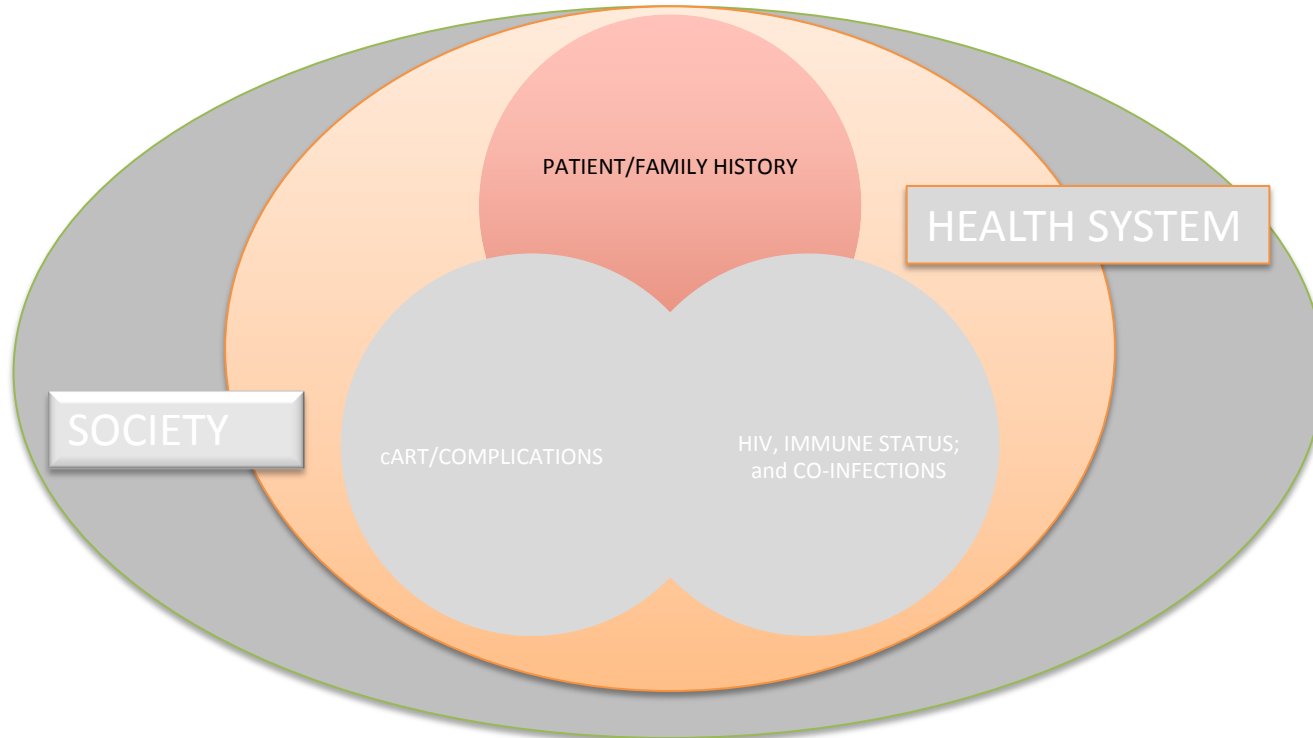 PATIENT/FAMILY HISTORY
HEALTH SYSTEM
SOCIETY
cART/COMPLICATIONS
HIV, IMMUNE STATUS;
and CO-INFECTIONS